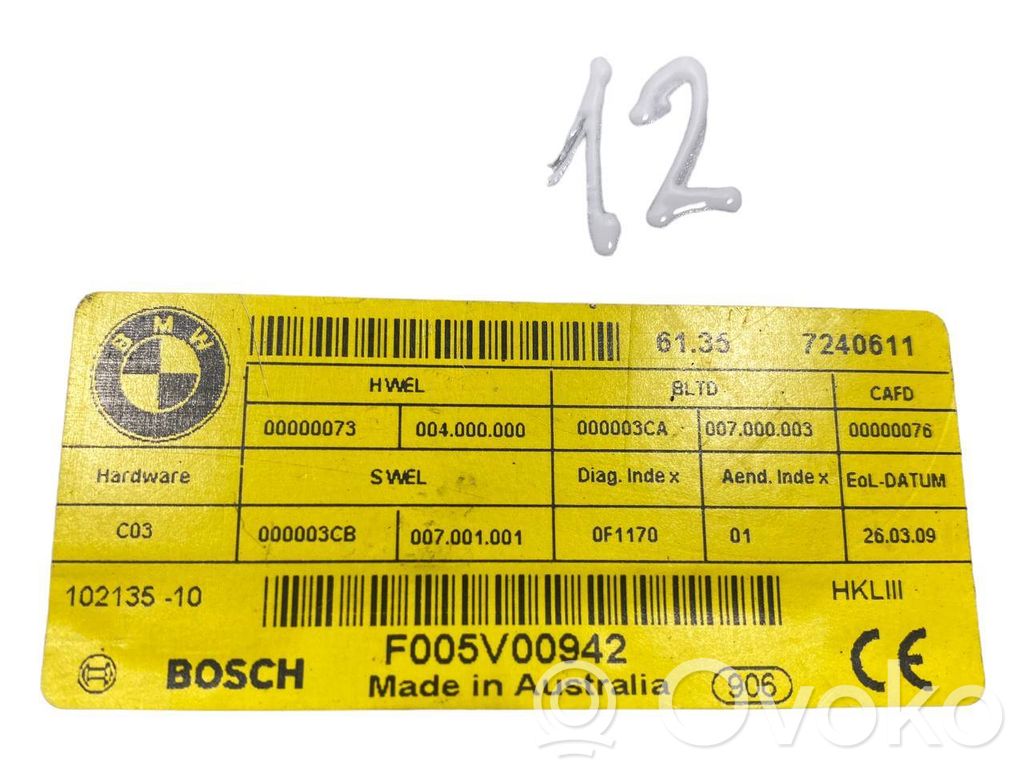 12
BMW
61.35 7240611
HWEL BLTD CAFD
00000073 004.000.000 000003CA 007.000.003 00000076
Hardware SWEL Diag. Index Aend. Index EoL-DATUM
C03 000003CB 007.001.001 0F1170 01 26.03.09
102135 -10 HKLIII
F005V00942
BOSCH Made in Australia 906 CE
Ovoko